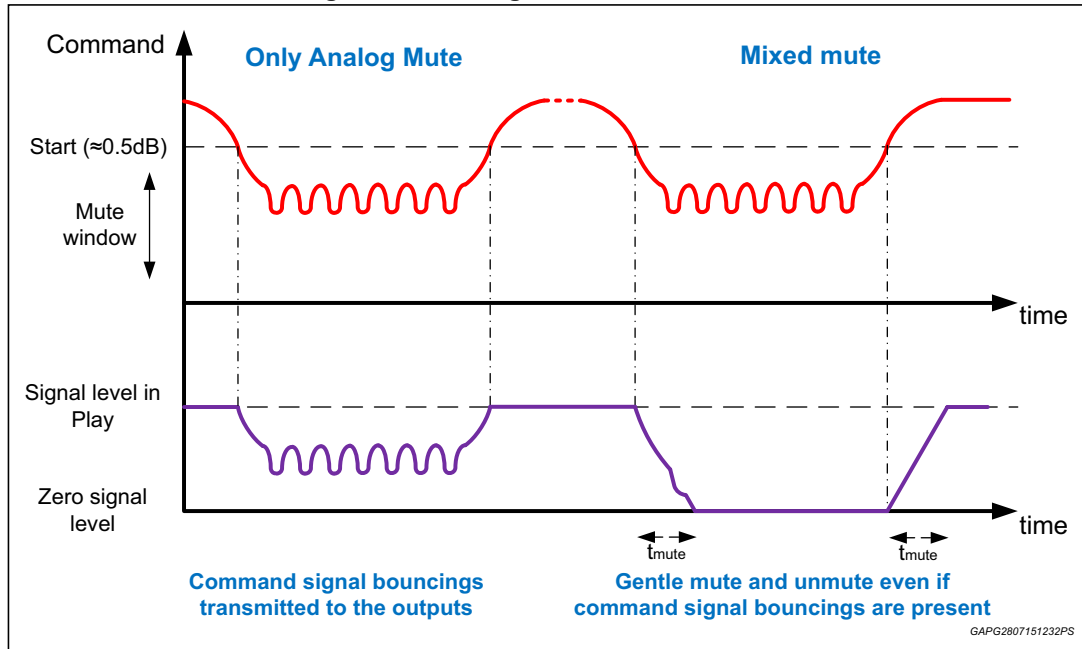 Command
Only Analog Mute
Mixed mute
Start (≈0.5dB)
Mute
window
time
Signal level in
Play
Zero signal
level
time
tmute
tmute
Command signal bouncings
transmitted to the outputs
Gentle mute and unmute even if
command signal bouncings are present
GAPG2807151232PS